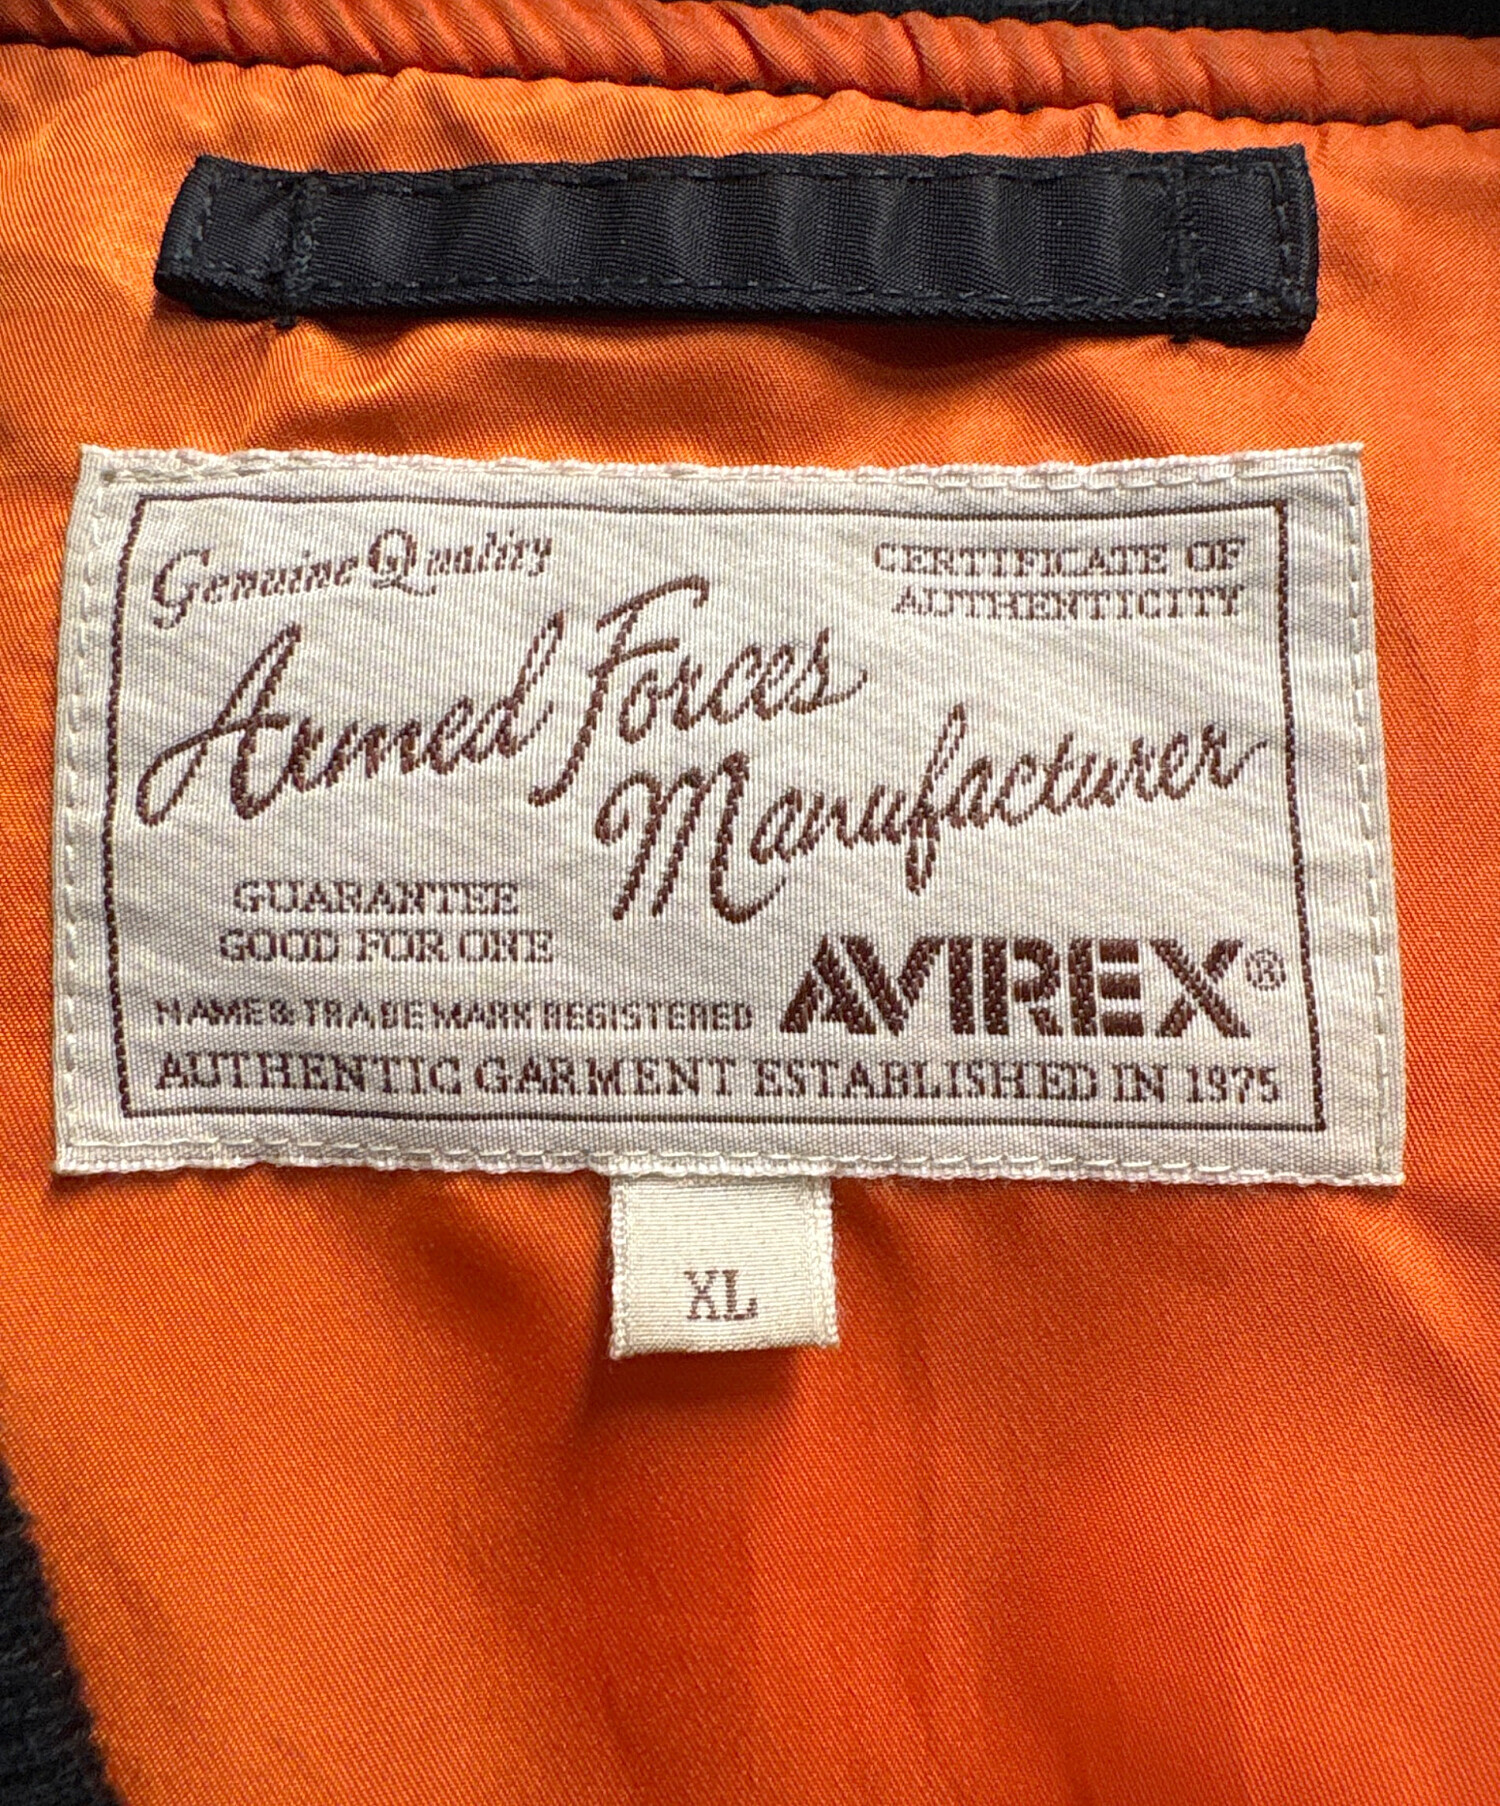 Genuine Quality
CERTIFICATE OF
AUTHENTICITY
Armed Forces
Manufacturer
GUARANTEE
GOOD FOR ONE
NAME & TRADE MARK REGISTERED
AVIREX®
AUTHENTIC GARMENT ESTABLISHED IN 1975
XL